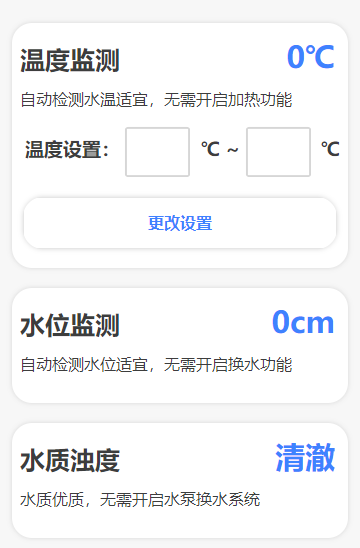 温度监测 0℃
自动检测水温适宜，无需开启加热功能
温度设置： ℃ ~ ℃
更改设置
水位监测 0cm
自动检测水位适宜，无需开启换水功能
水质浊度 清澈
水质优质，无需开启水泵换水系统